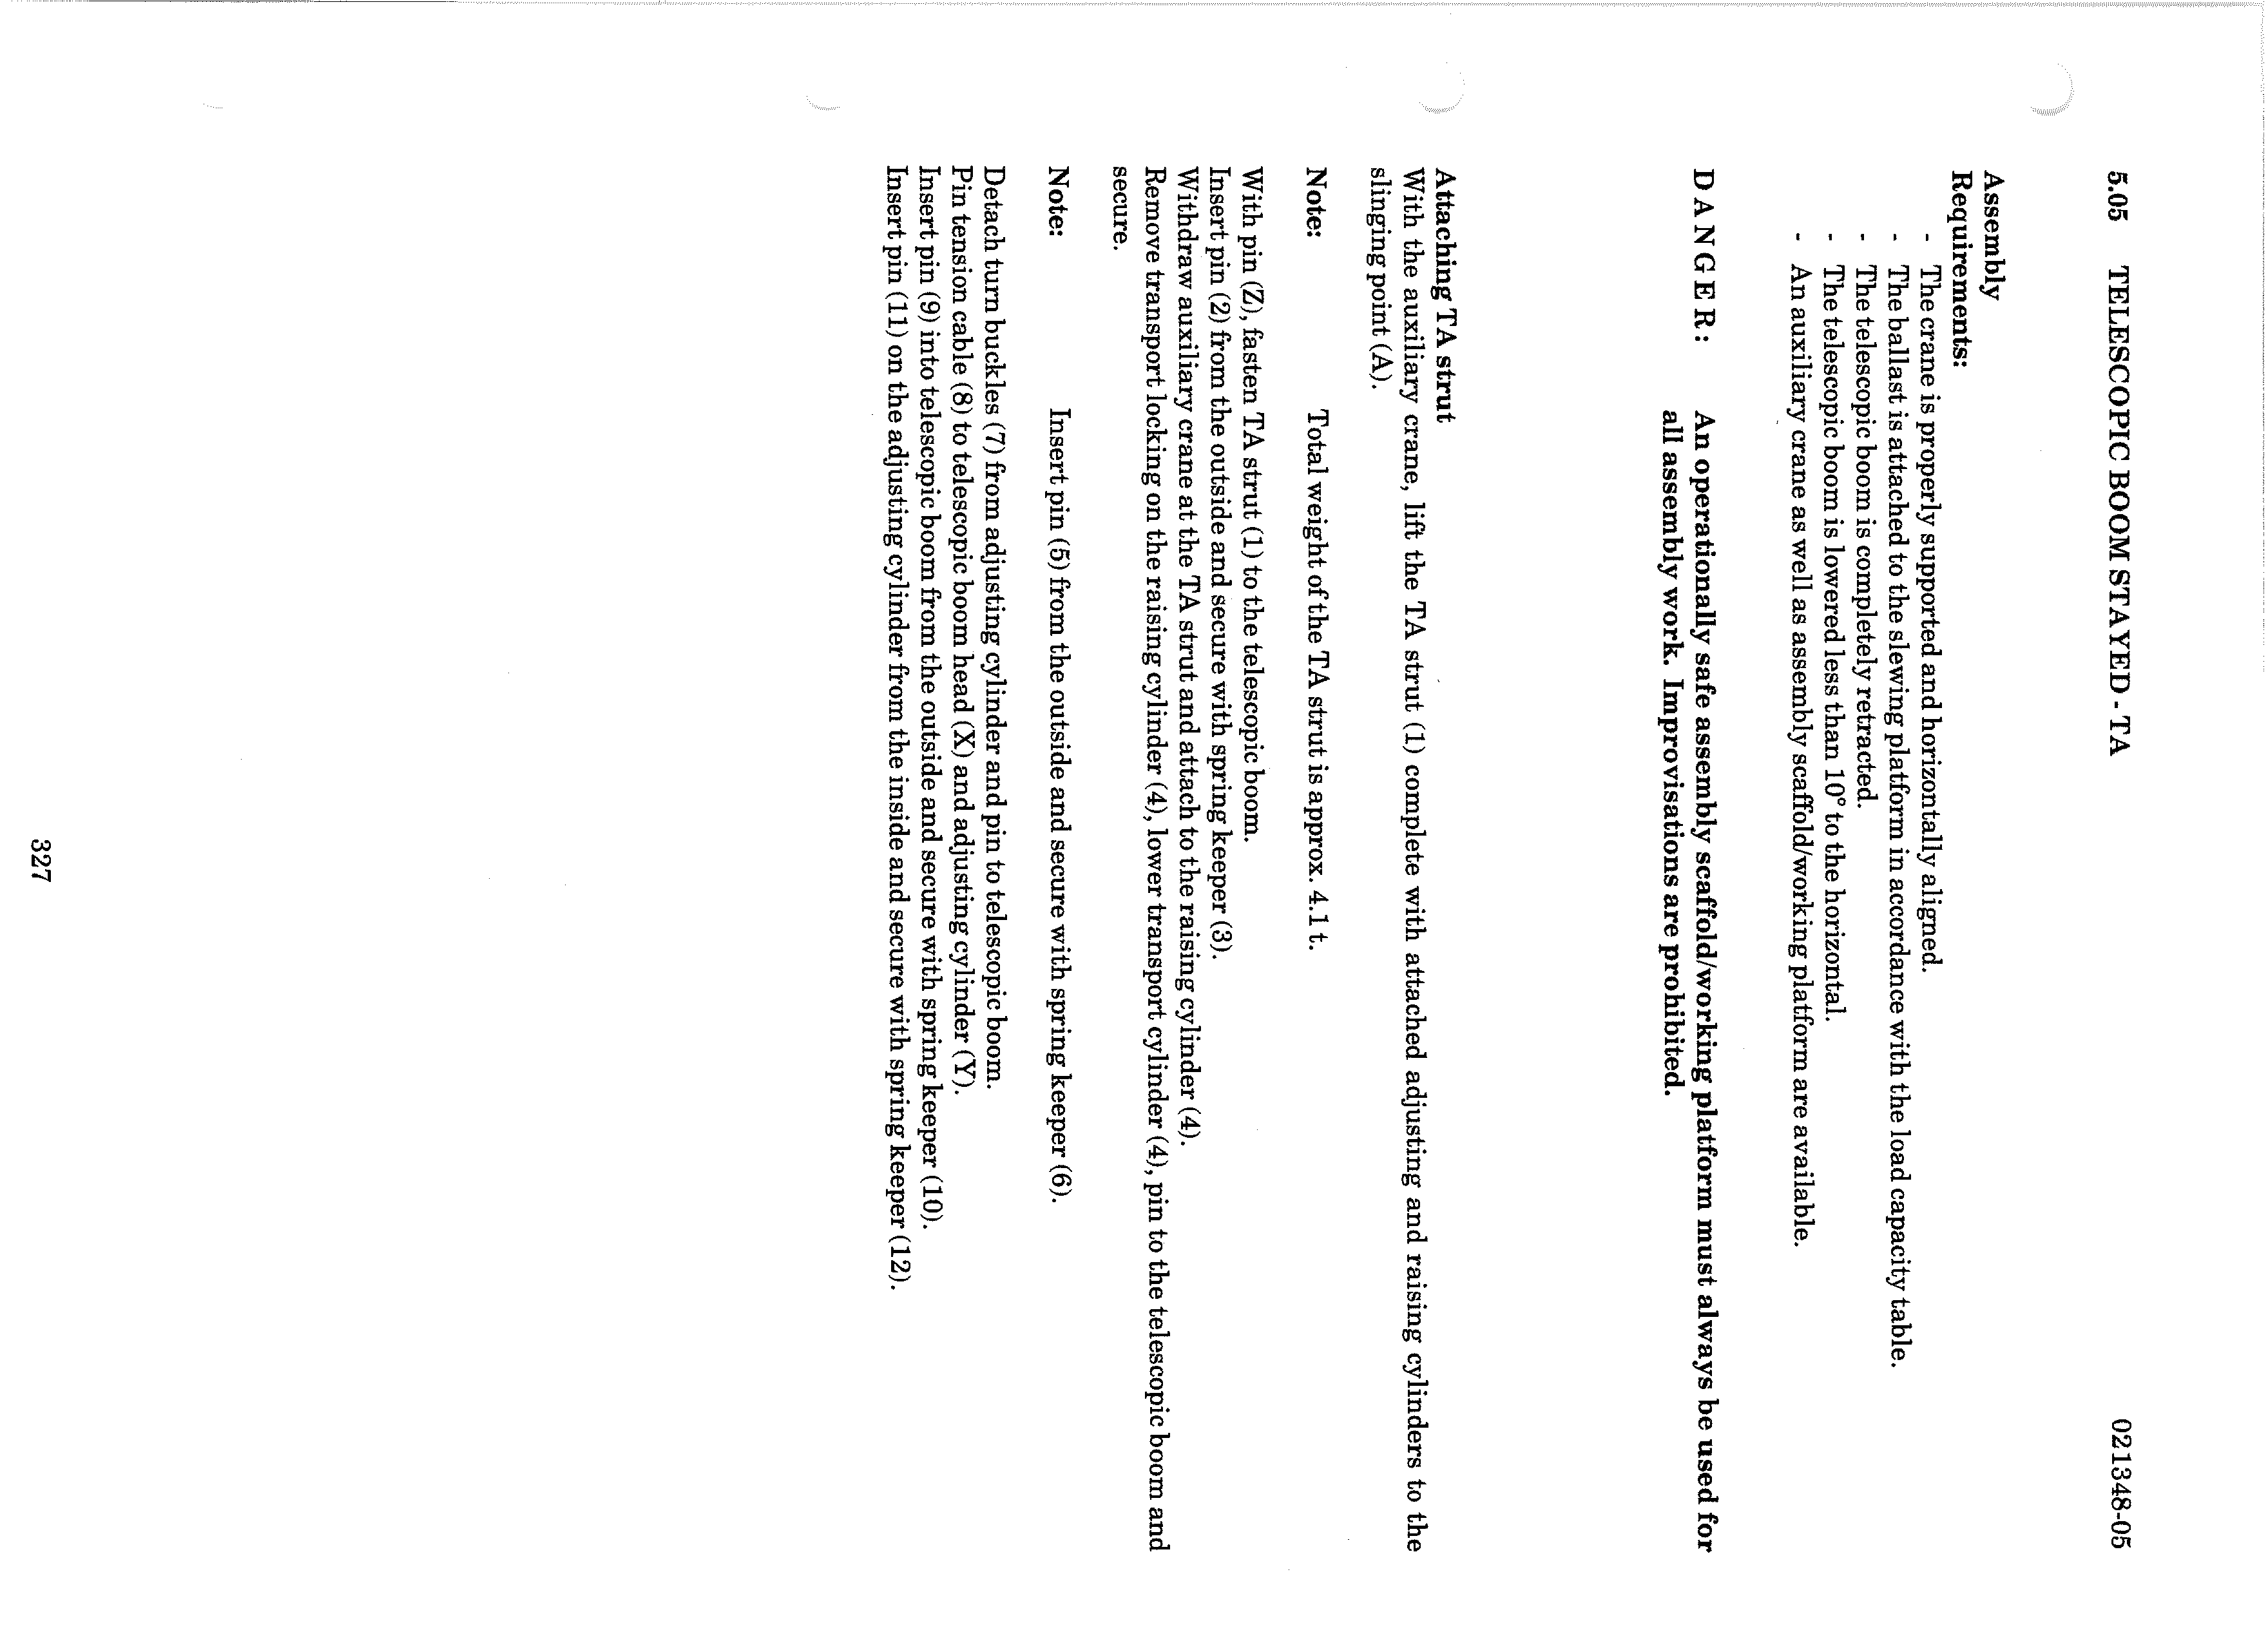 5.05 TELESCOPIC BOOM STAYED - TA 021348-05
Assembly
Requirements:
- The crane is properly supported and horizontally aligned.
- The ballast is attached to the slewing platform in accordance with the load capacity table.
- The telescopic boom is completely retracted.
- The telescopic boom is lowered less than 10° to the horizontal.
- An auxiliary crane as well as assembly scaffold/working platform are available.
D A N G E R : An operationally safe assembly scaffold/working platform must always be used for
all assembly work. Improvisations are prohibited.
Attaching TA strut
With the auxiliary crane, lift the TA strut (1) complete with attached adjusting and raising cylinders to the
slinging point (A).
Note: Total weight of the TA strut is approx. 4.1 t.
With pin (Z), fasten TA strut (1) to the telescopic boom.
Insert pin (2) from the outside and secure with spring keeper (3).
Withdraw auxiliary crane at the TA strut and attach to the raising cylinder (4).
Remove transport locking on the raising cylinder (4), lower transport cylinder (4), pin to the telescopic boom and
secure.
Note: Insert pin (5) from the outside and secure with spring keeper (6).
Detach turn buckles (7) from adjusting cylinder and pin to telescopic boom.
Pin tension cable (8) to telescopic boom head (X) and adjusting cylinder (Y).
Insert pin (9) into telescopic boom from the outside and secure with spring keeper (10).
Insert pin (11) on the adjusting cylinder from the inside and secure with spring keeper (12).
327